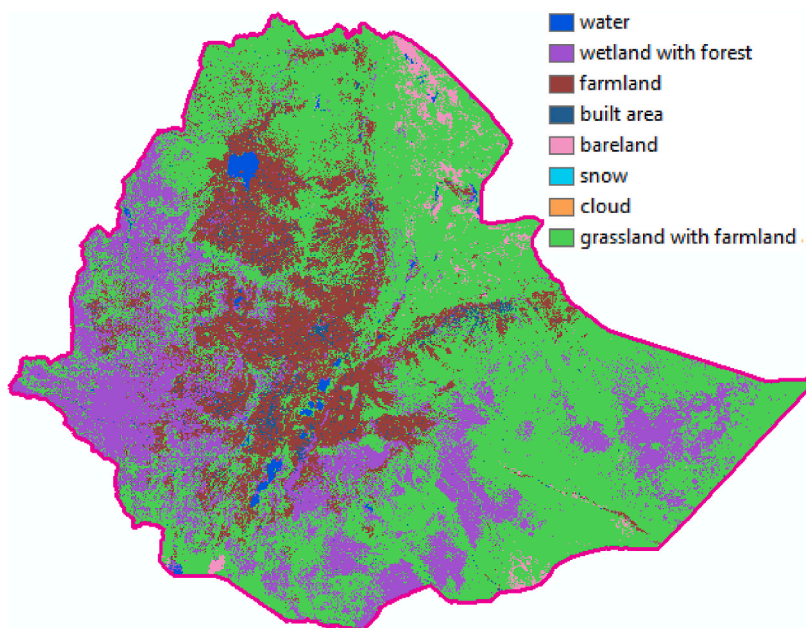 water
wetland with forest
farmland
built area
bareland
snow
cloud
grassland with farmland